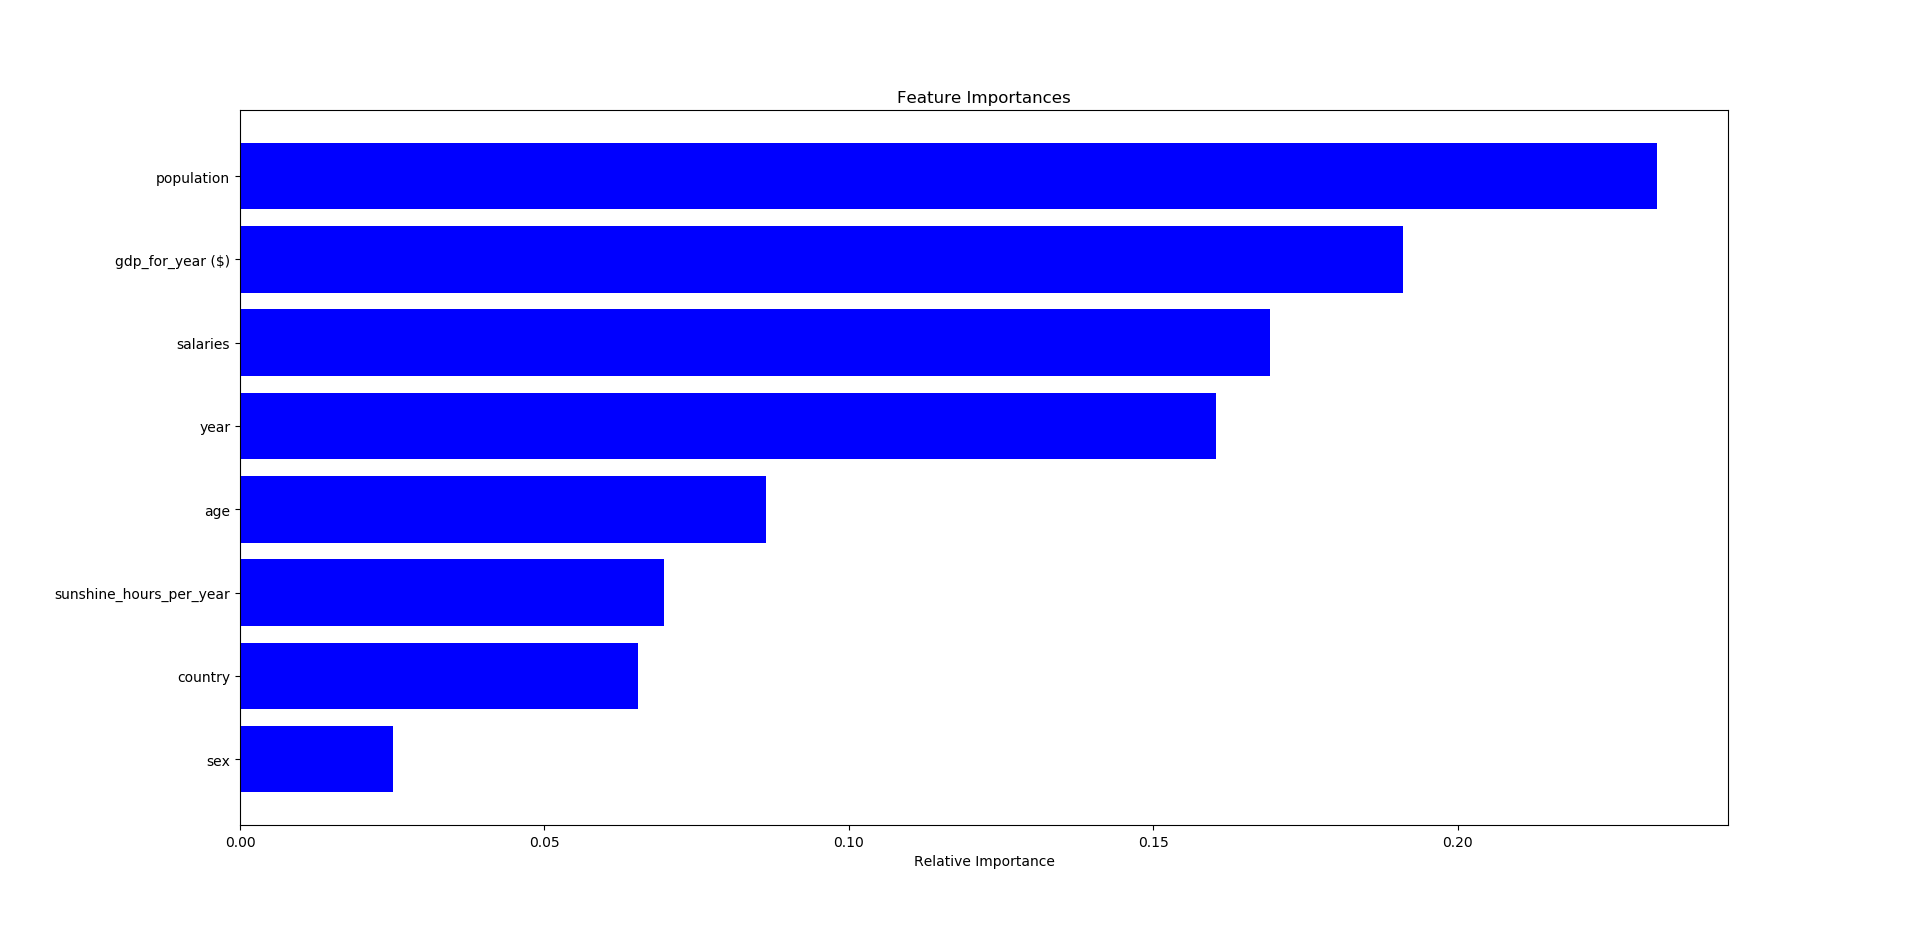 Feature Importances
population
gdp_for_year ($)
salaries
year
age
sunshine_hours_per_year
country
sex
0.00 0.05 0.10 0.15 0.20
Relative Importance